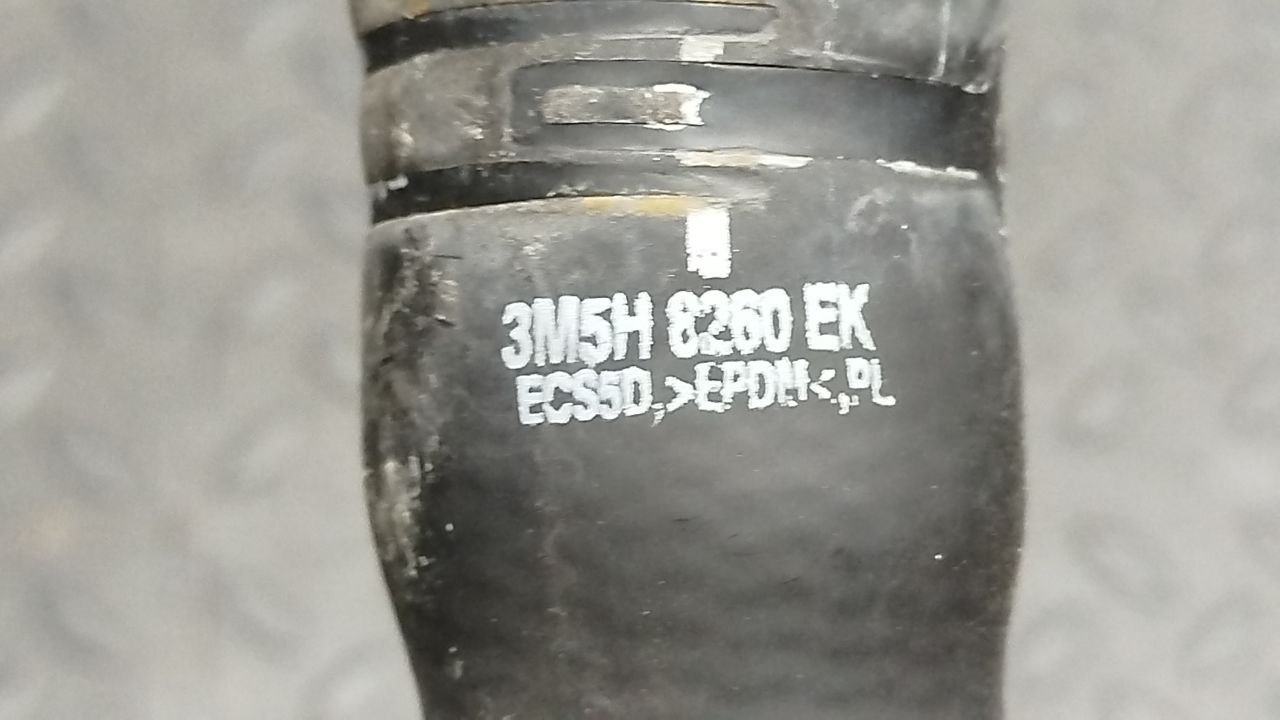 3M5H 8260 EK
ECS5D,>EPDM<,PL